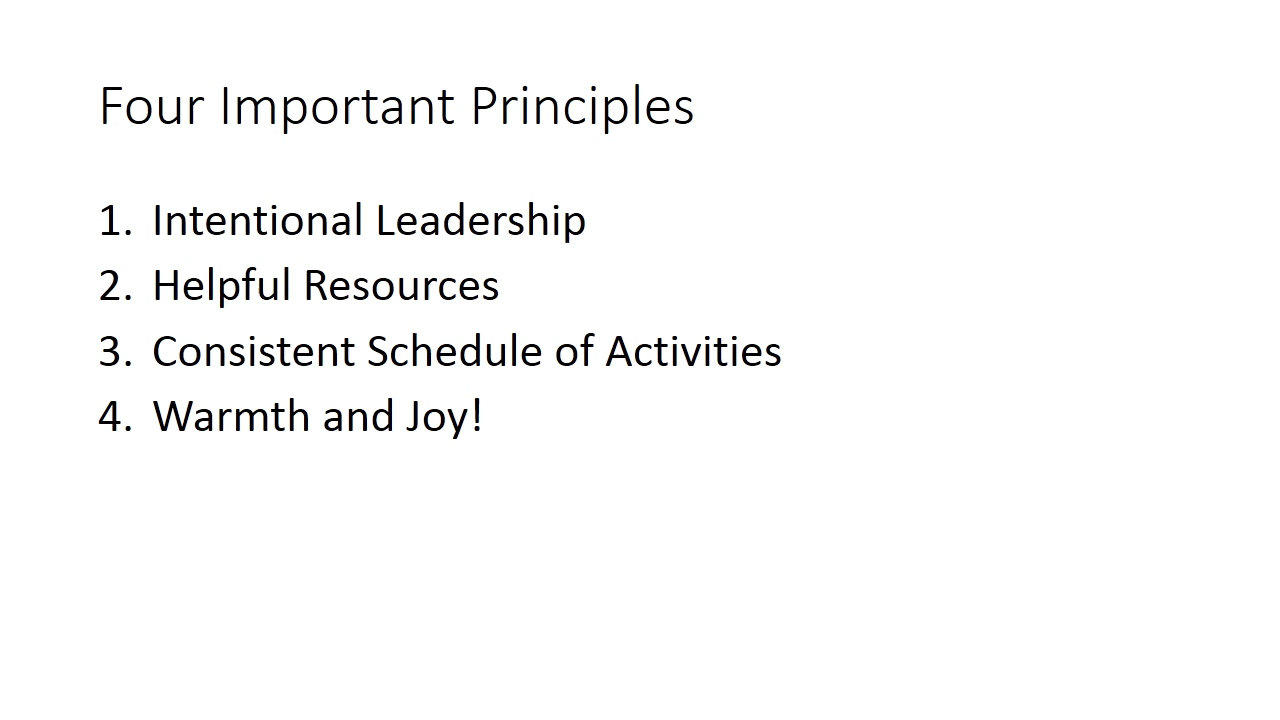 Four Important Principles
1. Intentional Leadership
2. Helpful Resources
3. Consistent Schedule of Activities
4. Warmth and Joy!